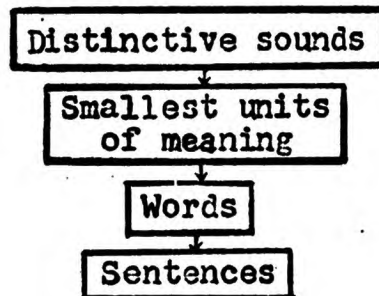 Distinctive sounds
Smallest units
of meaning
Words
Sentences